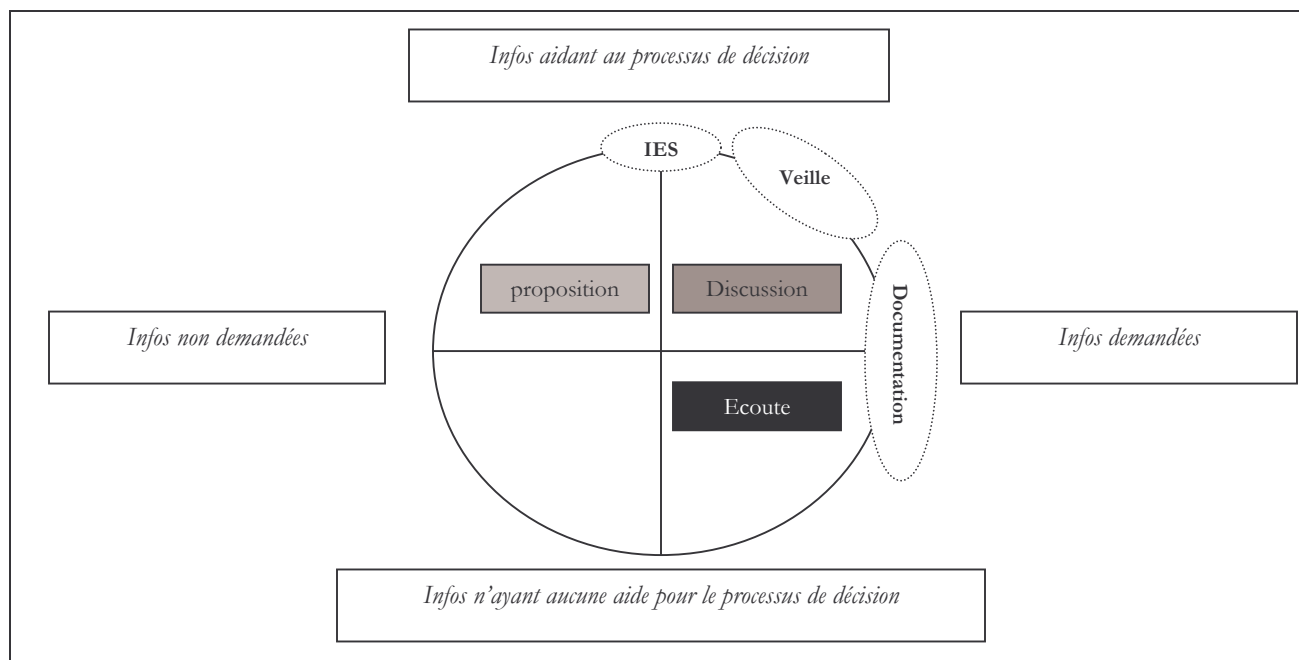 Infos aidant au processus de décision
IES
Veille
proposition
Discussion
Documentation
Infos non demandées
Infos demandées
Ecoute
Infos n’ayant aucune aide pour le processus de décision